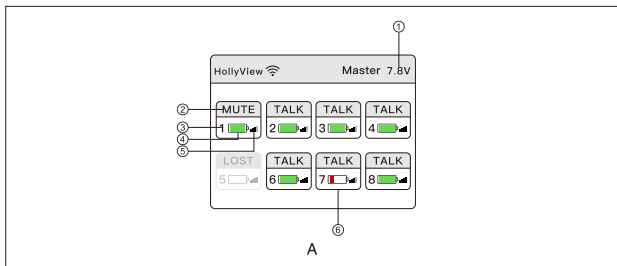 ①
HollyView Master 7.8V
② MUTE TALK TALK TALK
③ 1 2 3 4
④
⑤
LOST TALK TALK TALK
5 6 7 8
⑥
A